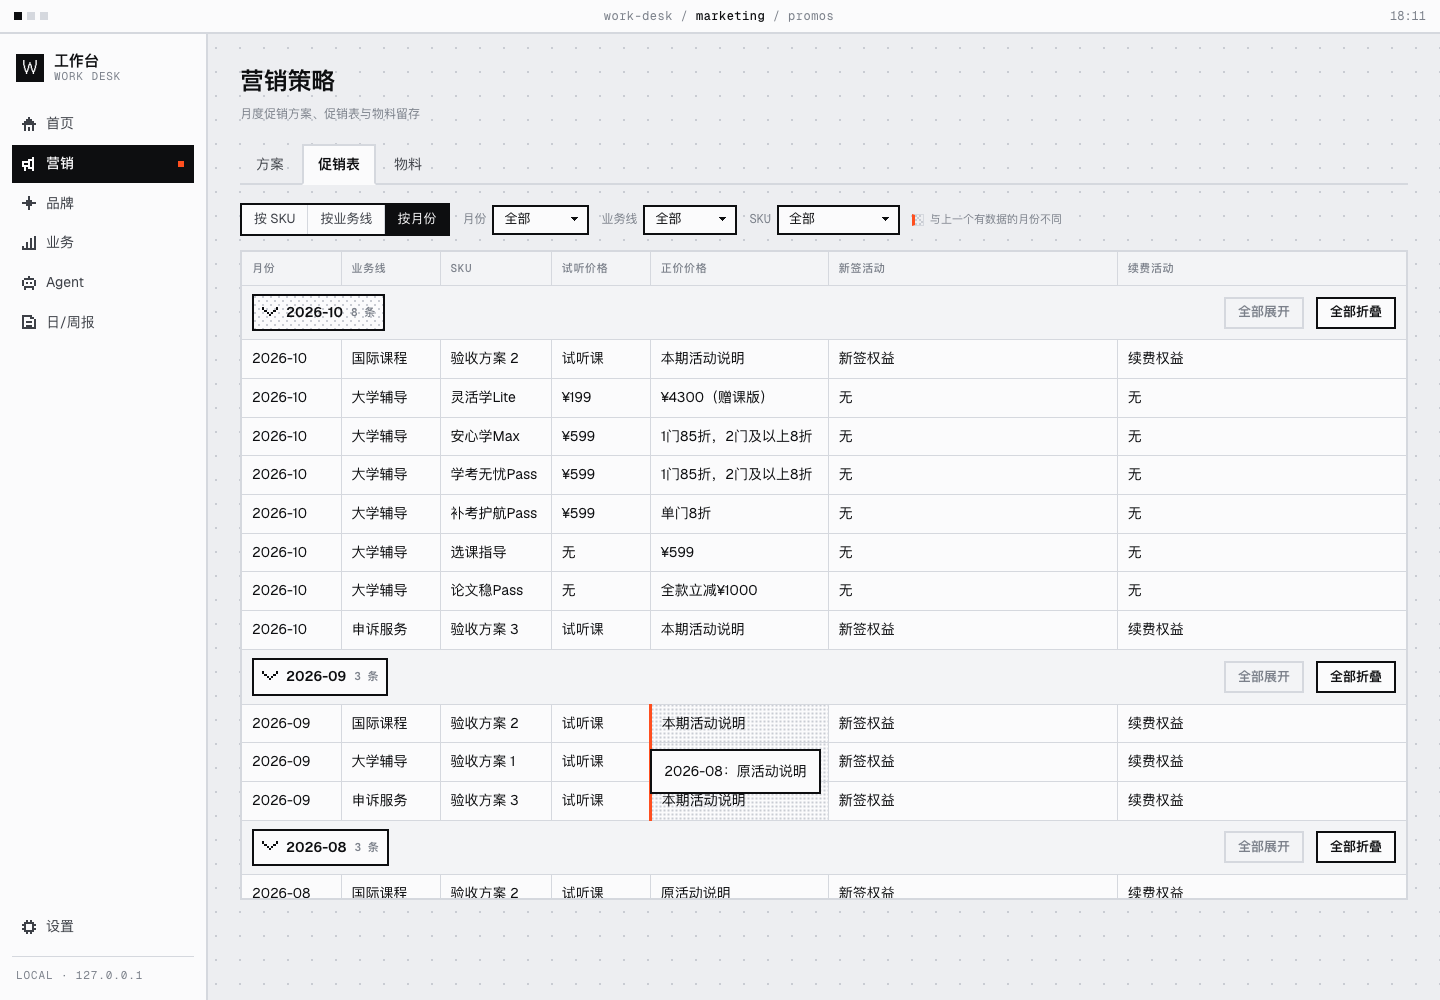 work-desk / marketing / promos
18:11
W
工作台
WORK DESK
首页
营销
品牌
业务
Agent
日/周报
设置
LOCAL · 127.0.0.1
营销策略
月度促销方案、促销表与物料留存
方案 促销表 物料
按 SKU 按业务线 按月份 月份 全部 业务线 全部 SKU 全部 与上一个有数据的月份不同
月份 业务线 SKU 试听价格 正价价格 新签活动 续费活动
2026-10 8 条 全部展开 全部折叠
2026-10 国际课程 验收方案 2 试听课 本期活动说明 新签权益 续费权益
2026-10 大学辅导 灵活学Lite ¥199 ¥4300（赠课版） 无 无
2026-10 大学辅导 安心学Max ¥599 1门85折，2门及以上8折 无 无
2026-10 大学辅导 学考无忧Pass ¥599 1门85折，2门及以上8折 无 无
2026-10 大学辅导 补考护航Pass ¥599 单门8折 无 无
2026-10 大学辅导 选课指导 无 ¥599 无 无
2026-10 大学辅导 论文稳Pass 无 全款立减¥1000 无 无
2026-10 申诉服务 验收方案 3 试听课 本期活动说明 新签权益 续费权益
2026-09 3 条 全部展开 全部折叠
2026-09 国际课程 验收方案 2 试听课 本期活动说明 新签权益 续费权益
2026-09 大学辅导 验收方案 1 试听课 2026-08：原活动说明 新签权益 续费权益
2026-09 申诉服务 验收方案 3 试听课 本期活动说明 新签权益 续费权益
2026-08 3 条 全部展开 全部折叠
2026-08 国际课程 验收方案 2 试听课 原活动说明 新签权益 续费权益